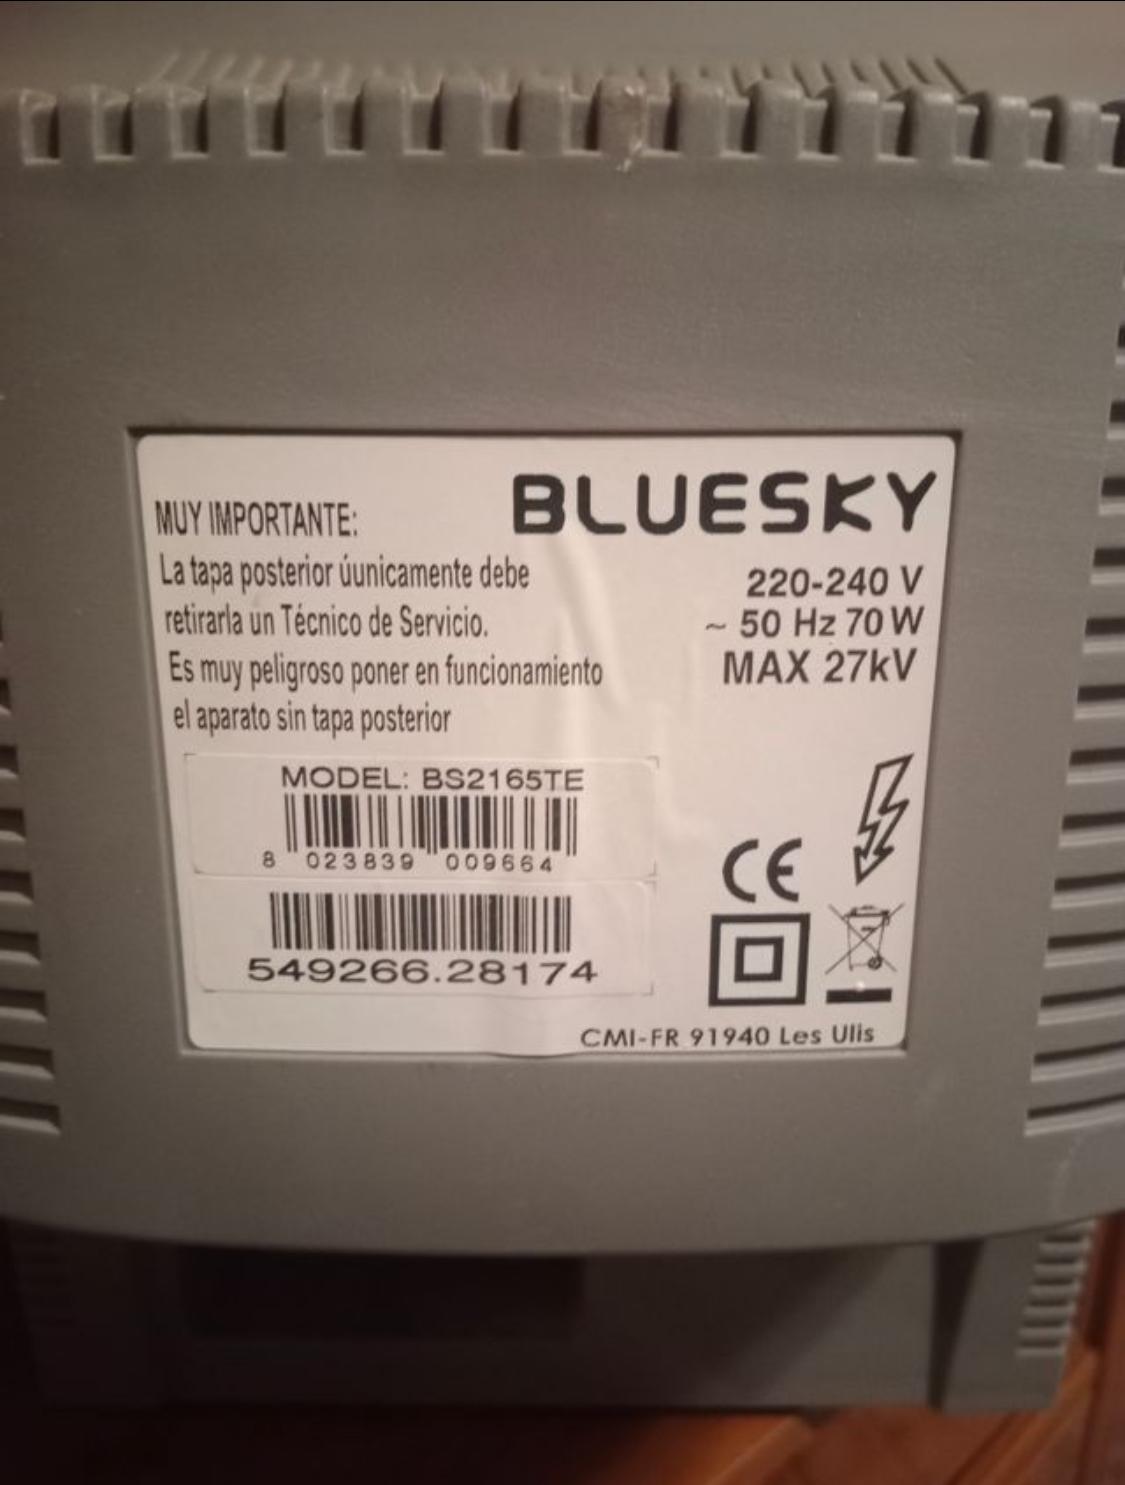 BLUESKY
MUY IMPORTANTE:
La tapa posterior úunicamente debe
retirarla un Técnico de Servicio.
Es muy peligroso poner en funcionamiento
el aparato sin tapa posterior
220-240 V
~ 50 Hz 70 W
MAX 27kV
MODEL: BS2165TE
8 023839 009664
549266.28174
CE
CMI-FR 91940 Les Ulis